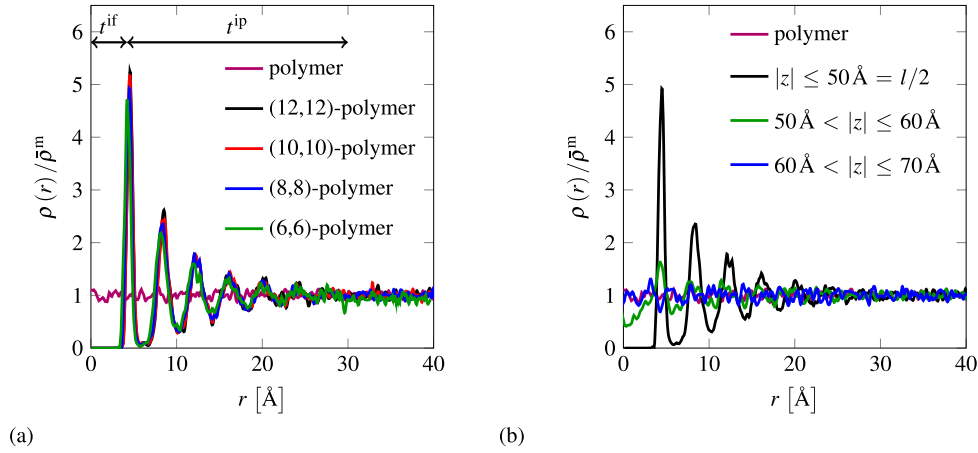 t^if t^ip
6
5
4
3
2
1
0
ρ (r) / ρ̄^m
polymer
(12,12)-polymer
(10,10)-polymer
(8,8)-polymer
(6,6)-polymer
0 10 20 30 40
r [Å]
(a)
6
5
4
3
2
1
0
ρ (r) / ρ̄^m
polymer
|z| ≤ 50 Å = l/2
50 Å < |z| ≤ 60 Å
60 Å < |z| ≤ 70 Å
0 10 20 30 40
r [Å]
(b)